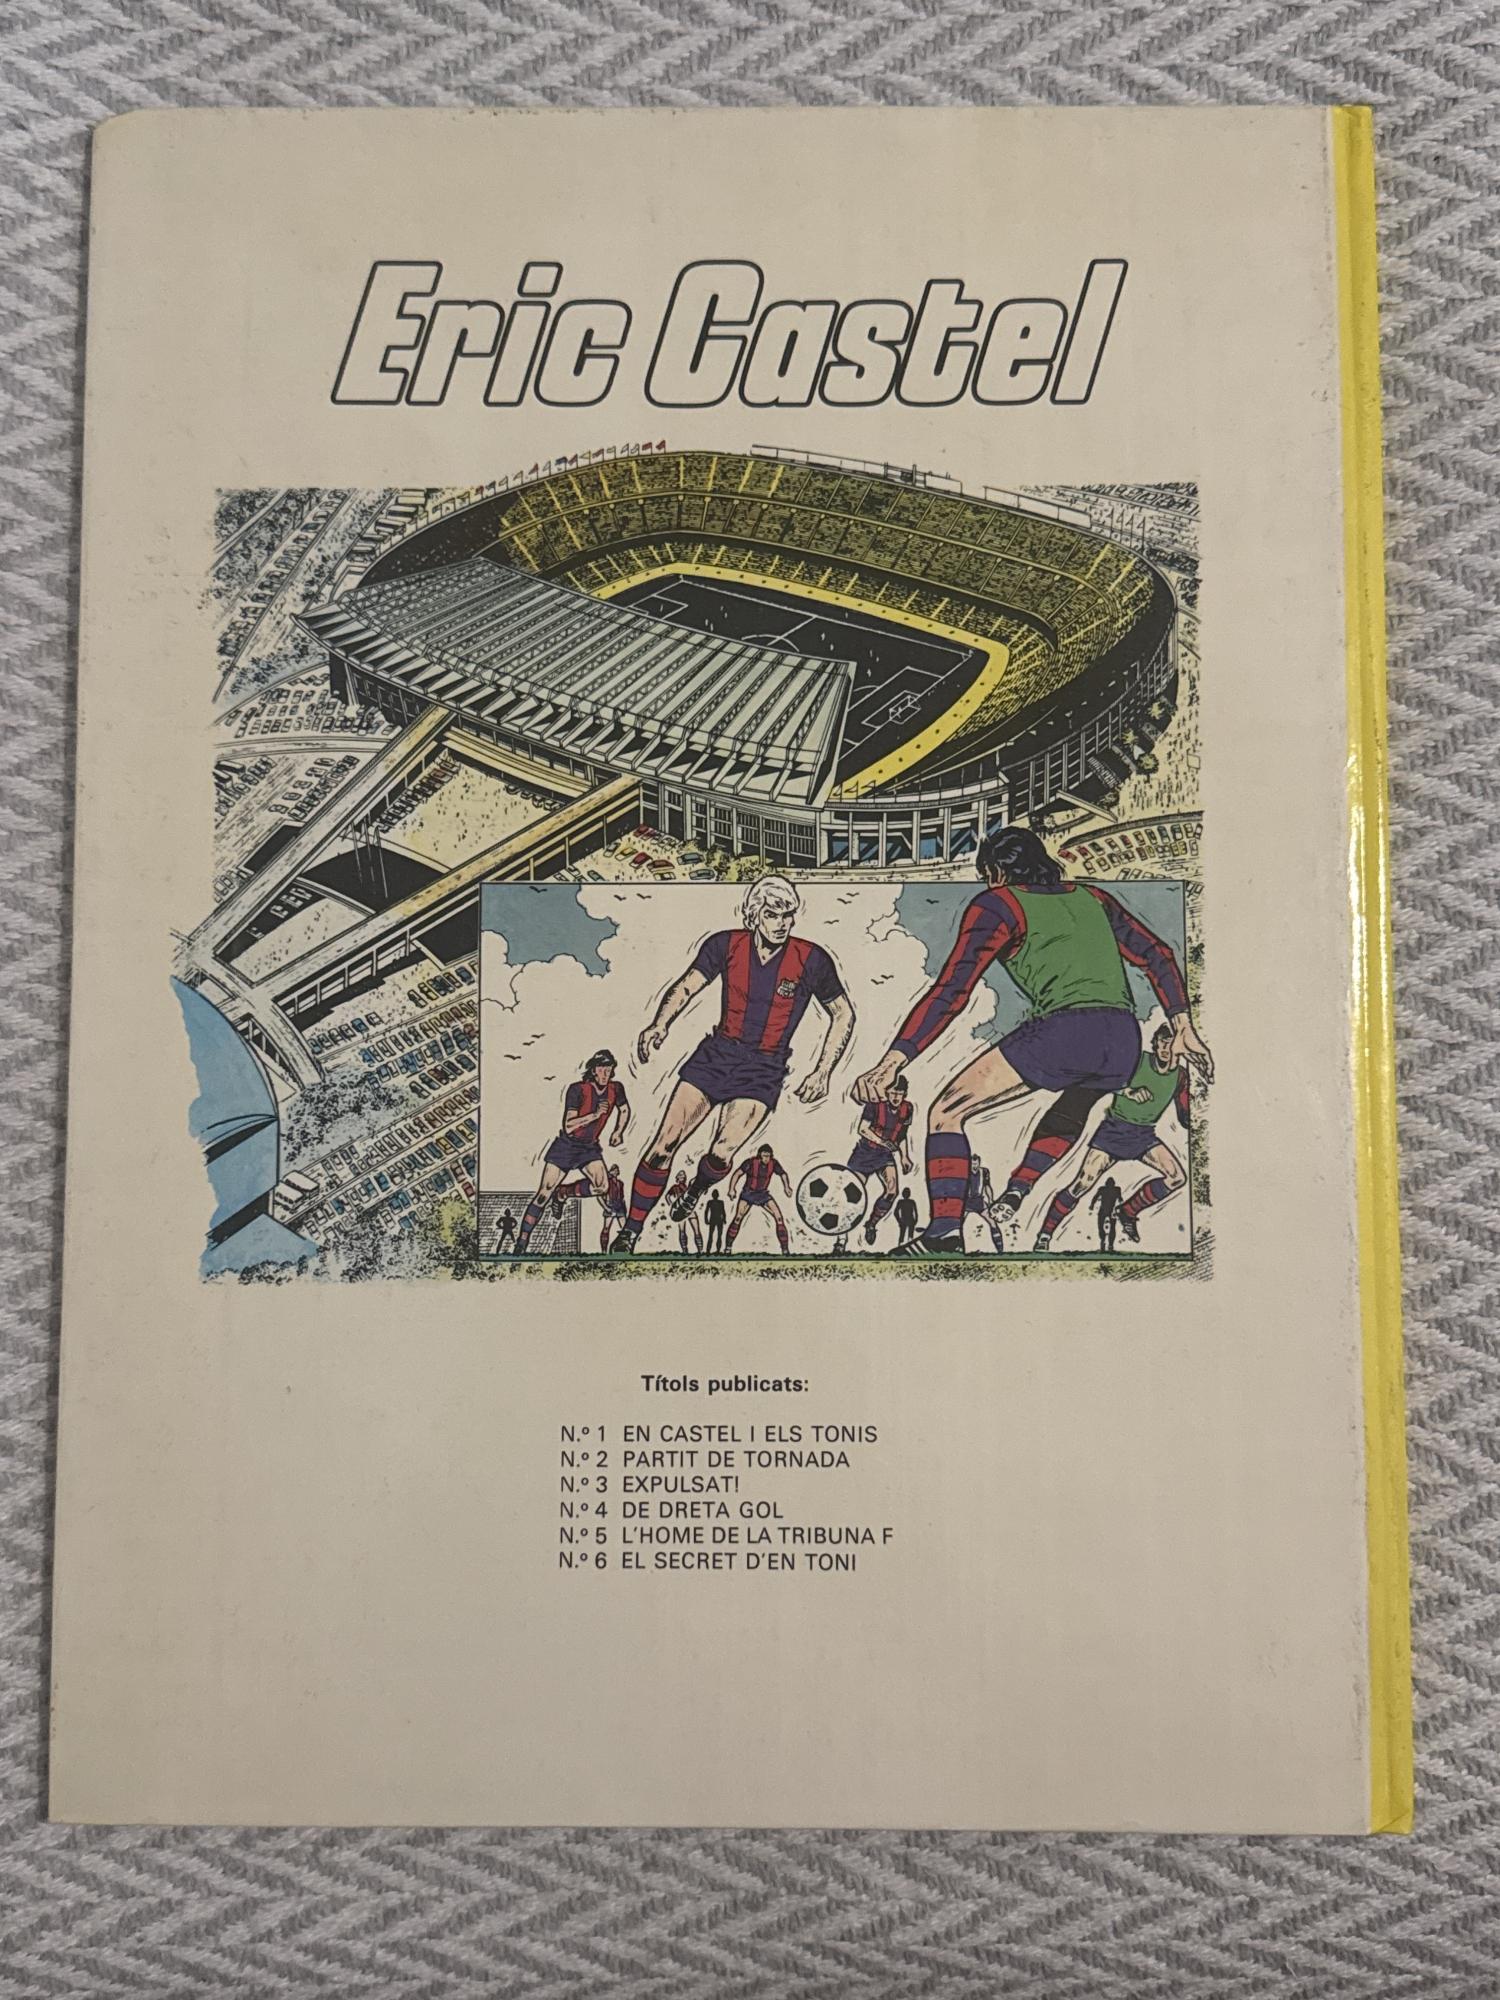 Eric Castel
Títols publicats:
N.º 1 EN CASTEL I ELS TONIS
N.º 2 PARTIT DE TORNADA
N.º 3 EXPULSAT!
N.º 4 DE DRETA GOL
N.º 5 L'HOME DE LA TRIBUNA F
N.º 6 EL SECRET D'EN TONI